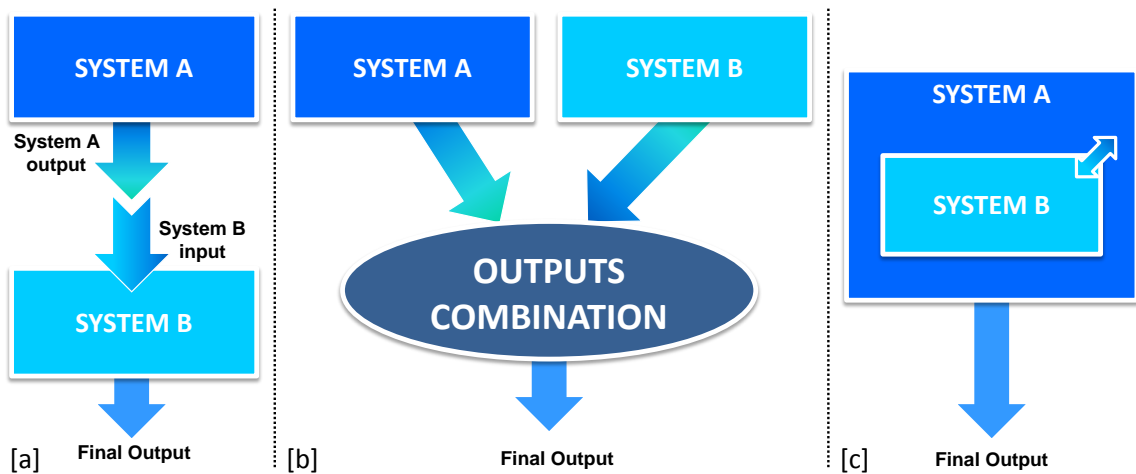 SYSTEM A
System A
output
System B
input
SYSTEM B
Final Output
[a]
SYSTEM A
SYSTEM B
OUTPUTS
COMBINATION
Final Output
[b]
SYSTEM A
SYSTEM B
Final Output
[c]